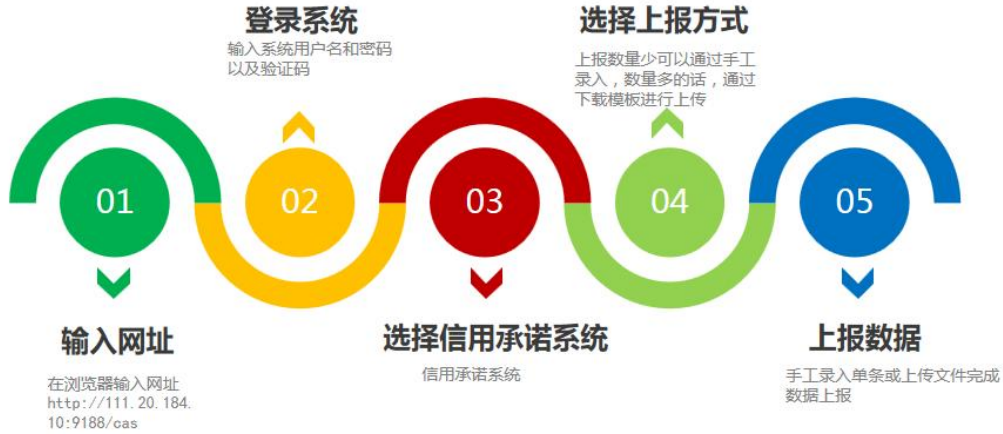 01
输入网址
在浏览器输入网址
http://111.20.184.
10:9188/cas
登录系统
输入系统用户名和密码
以及验证码
02
03
选择信用承诺系统
信用承诺系统
选择上报方式
上报数量少可以通过手工
录入，数量多的话，通过
下载模板进行上传
04
05
上报数据
手工录入单条或上传文件完成
数据上报